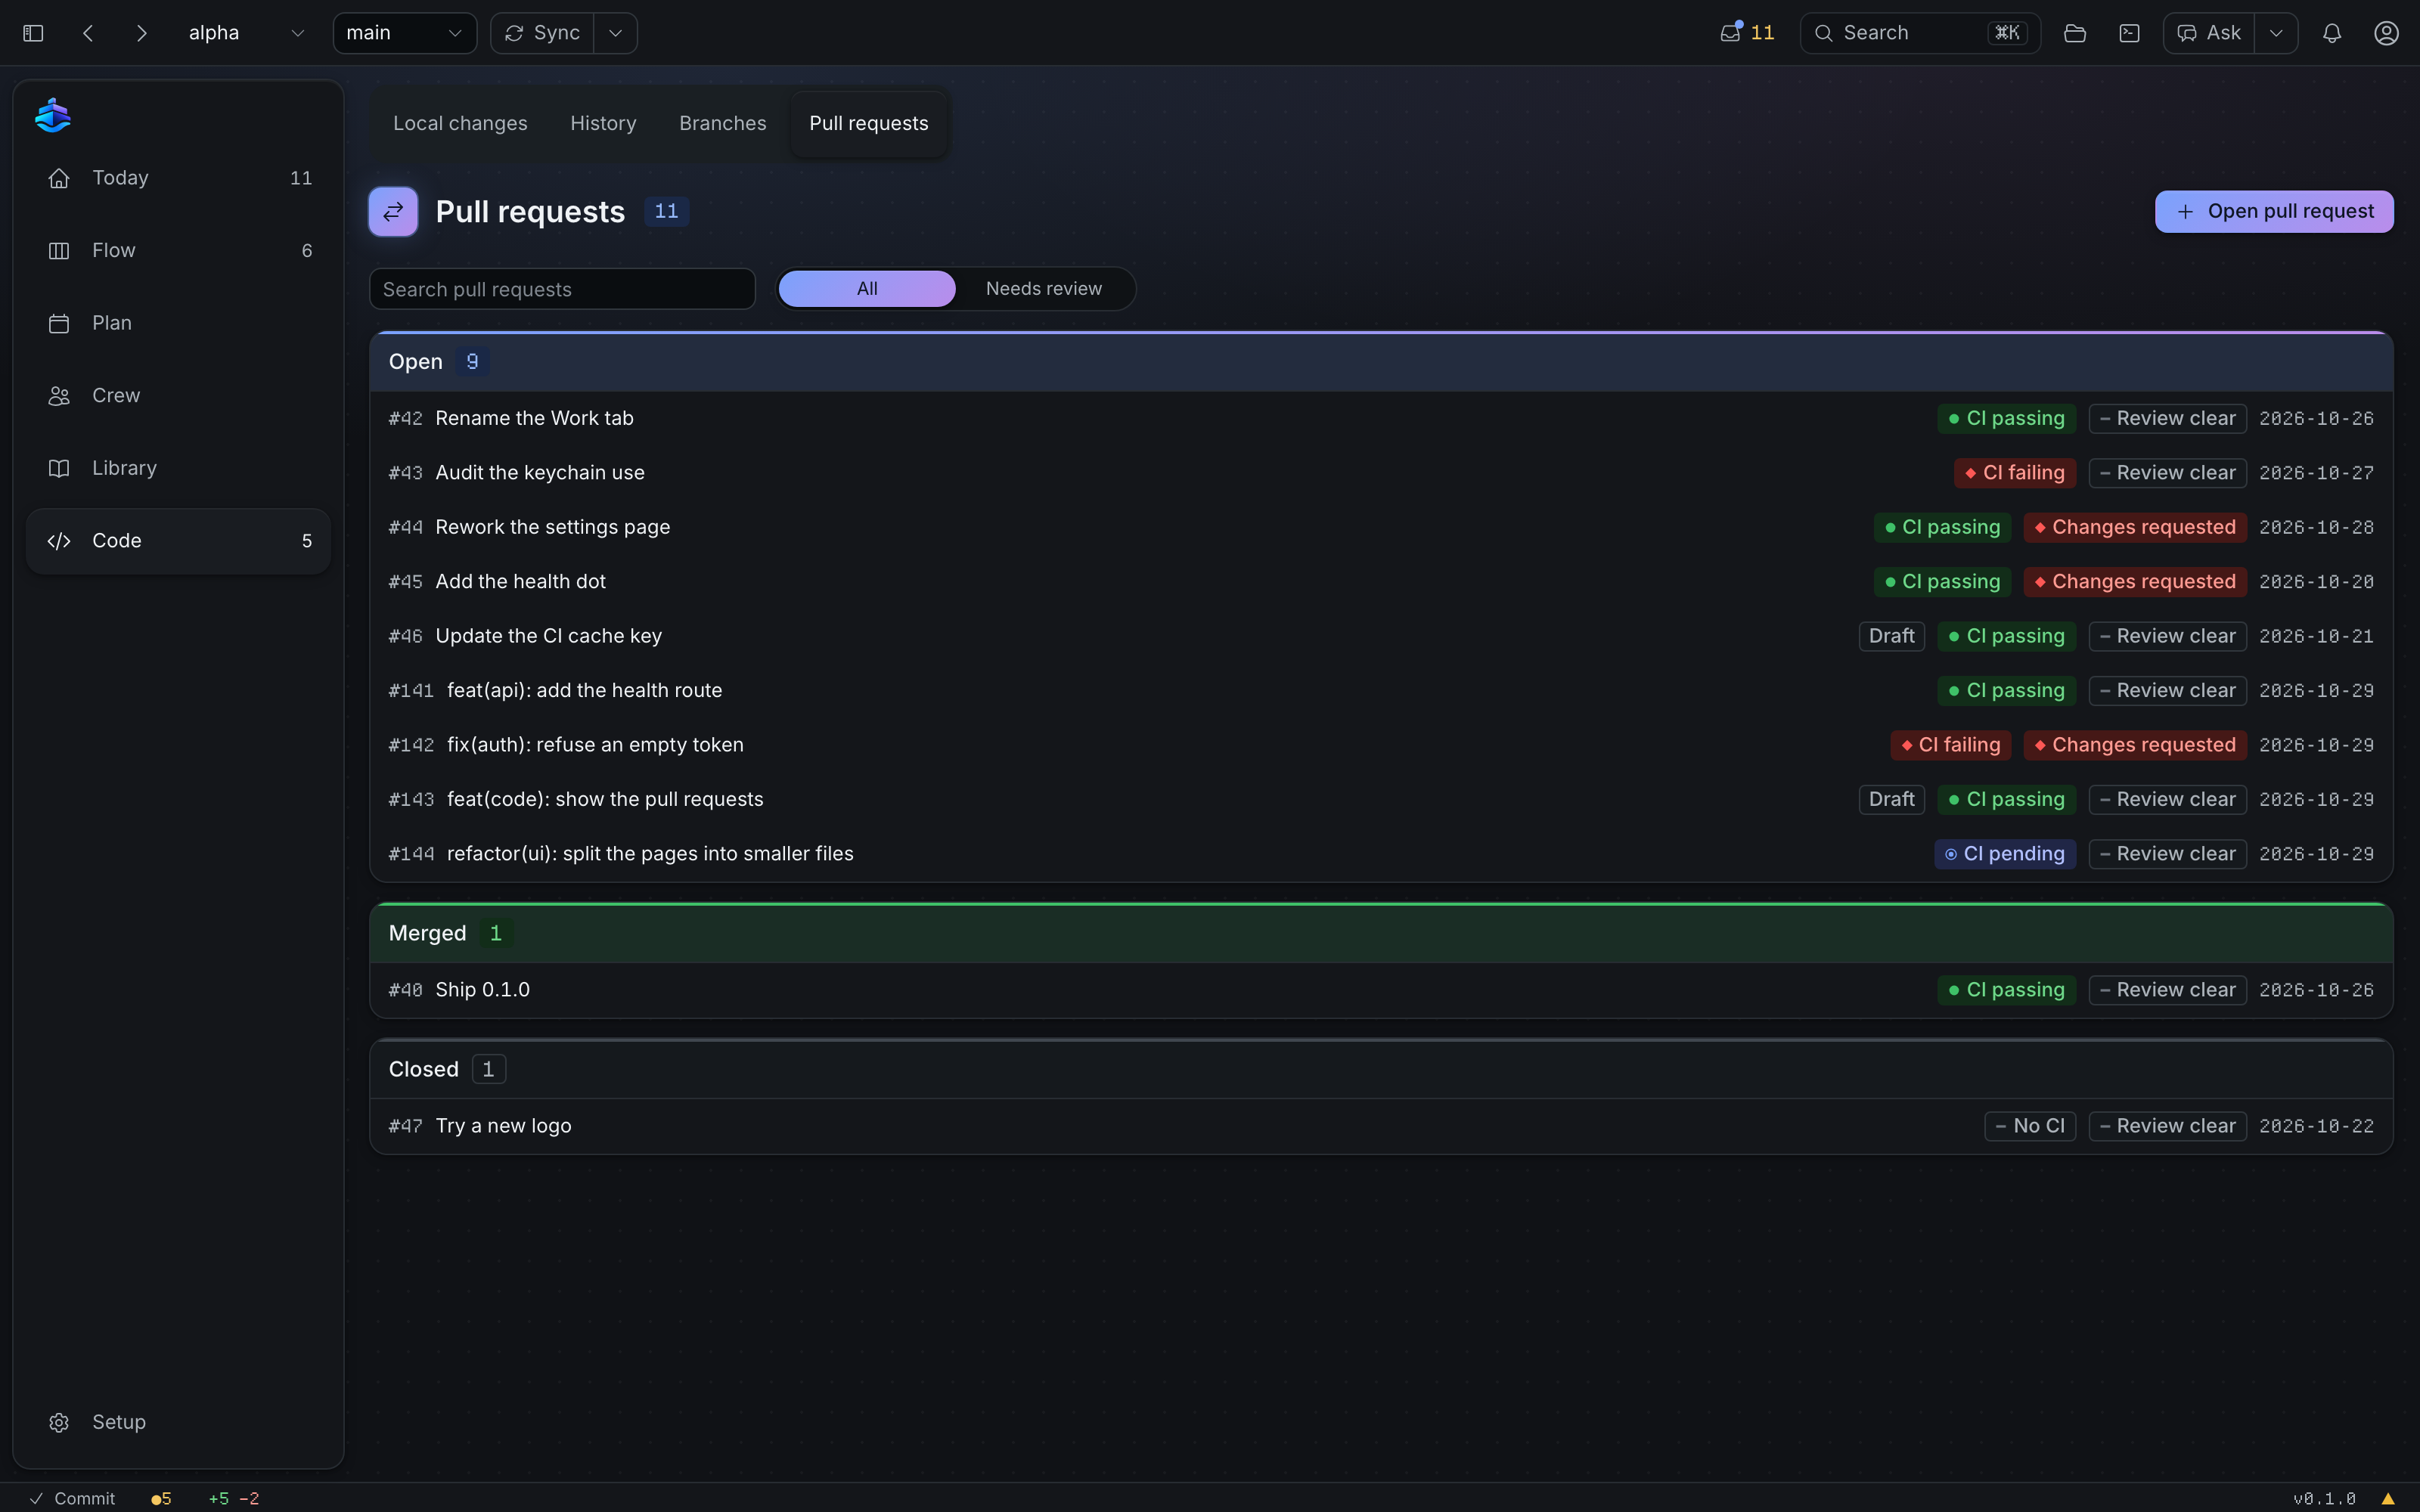 alpha main Sync 11 Search ⌘K Ask
Today 11
Flow 6
Plan
Crew
Library
Code 5
Setup
Local changes History Branches Pull requests
Pull requests 11 + Open pull request
Search pull requests All Needs review
Open 9
#42 Rename the Work tab CI passing – Review clear 2026-10-26
#43 Audit the keychain use CI failing – Review clear 2026-10-27
#44 Rework the settings page CI passing Changes requested 2026-10-28
#45 Add the health dot CI passing Changes requested 2026-10-20
#46 Update the CI cache key Draft CI passing – Review clear 2026-10-21
#141 feat(api): add the health route CI passing – Review clear 2026-10-29
#142 fix(auth): refuse an empty token CI failing Changes requested 2026-10-29
#143 feat(code): show the pull requests Draft CI passing – Review clear 2026-10-29
#144 refactor(ui): split the pages into smaller files CI pending – Review clear 2026-10-29
Merged 1
#40 Ship 0.1.0 CI passing – Review clear 2026-10-26
Closed 1
#47 Try a new logo – No CI – Review clear 2026-10-22
Commit 5 +5 −2 v0.1.0